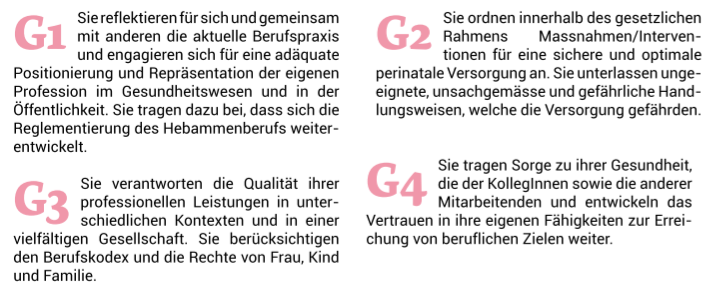 G1 Sie reflektieren für sich und gemeinsam
mit anderen die aktuelle Berufspraxis
und engagieren sich für eine adäquate
Positionierung und Repräsentation der eigenen
Profession im Gesundheitswesen und in der
Öffentlichkeit. Sie tragen dazu bei, dass sich die
Reglementierung des Hebammenberufs weiter-
entwickelt.
G2 Sie ordnen innerhalb des gesetzlichen
Rahmens Massnahmen/Interven-
tionen für eine sichere und optimale
perinatale Versorgung an. Sie unterlassen unge-
eignete, unsachgemässe und gefährliche Hand-
lungsweisen, welche die Versorgung gefährden.
G3 Sie verantworten die Qualität ihrer
professionellen Leistungen in unter-
schiedlichen Kontexten und in einer
vielfältigen Gesellschaft. Sie berücksichtigen
den Berufskodex und die Rechte von Frau, Kind
und Familie.
G4 Sie tragen Sorge zu ihrer Gesundheit,
die der KollegInnen sowie die anderer
Mitarbeitenden und entwickeln das
Vertrauen in ihre eigenen Fähigkeiten zur Errei-
chung von beruflichen Zielen weiter.